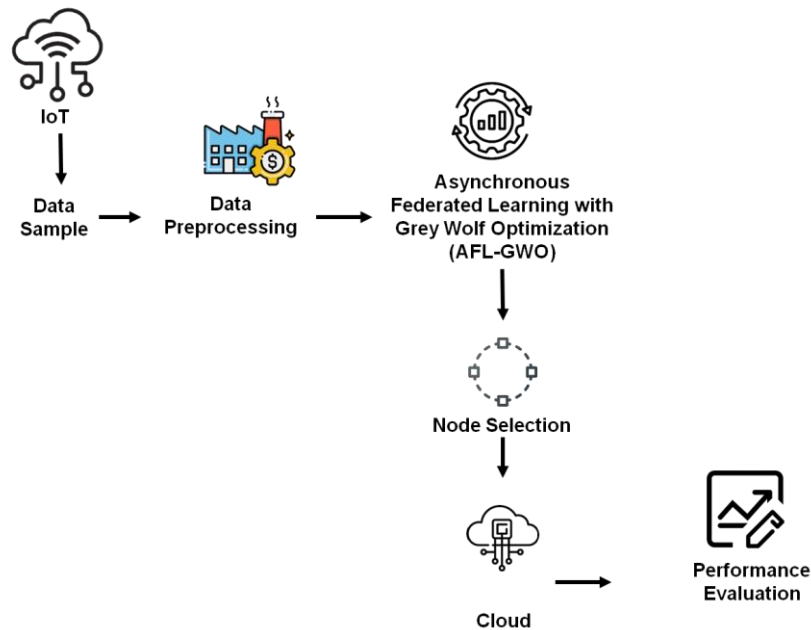 IoT
Data
Sample
Data
Preprocessing
Asynchronous
Federated Learning with
Grey Wolf Optimization
(AFL-GWO)
Node Selection
Cloud
Performance
Evaluation